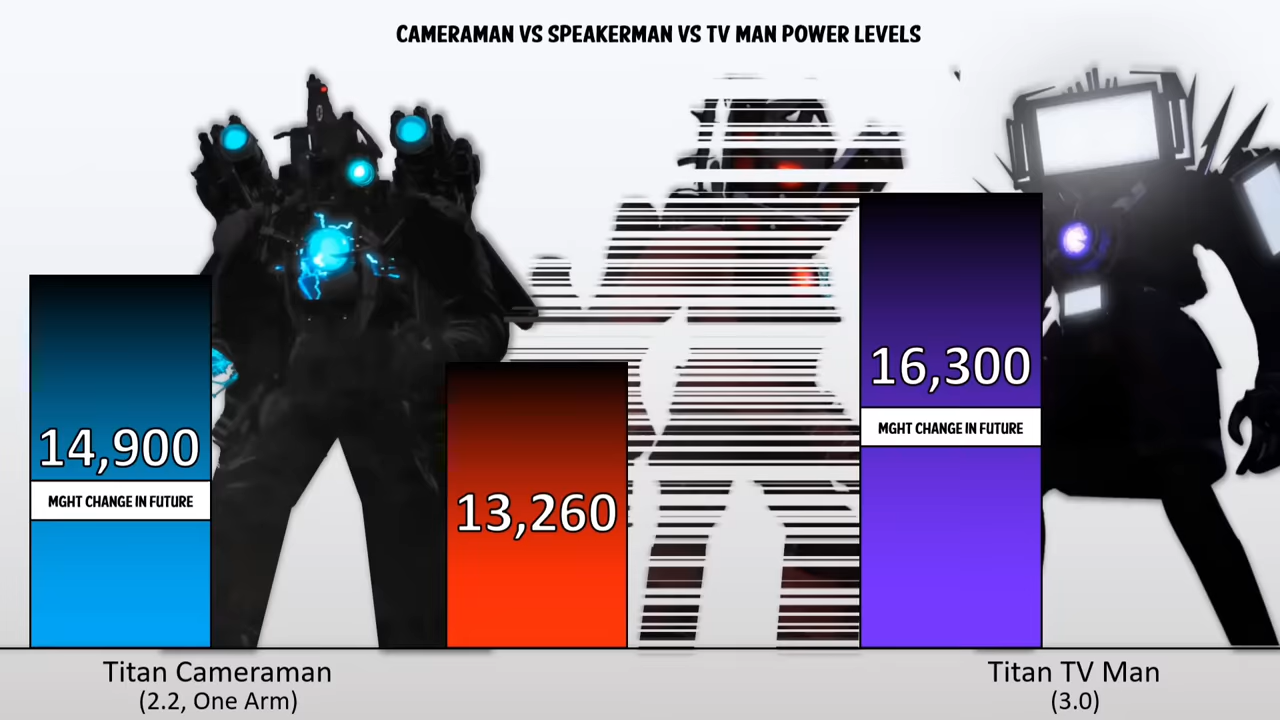 CAMERAMAN VS SPEAKERMAN VS TV MAN POWER LEVELS
14,900
MGHT CHANGE IN FUTURE
13,260
16,300
MGHT CHANGE IN FUTURE
Titan Cameraman
(2.2, One Arm)
Titan TV Man
(3.0)